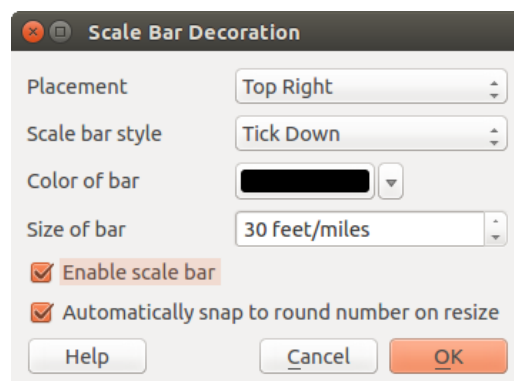 Scale Bar Decoration
Placement Top Right
Scale bar style Tick Down
Color of bar
Size of bar 30 feet/miles
Enable scale bar
Automatically snap to round number on resize
Help Cancel OK